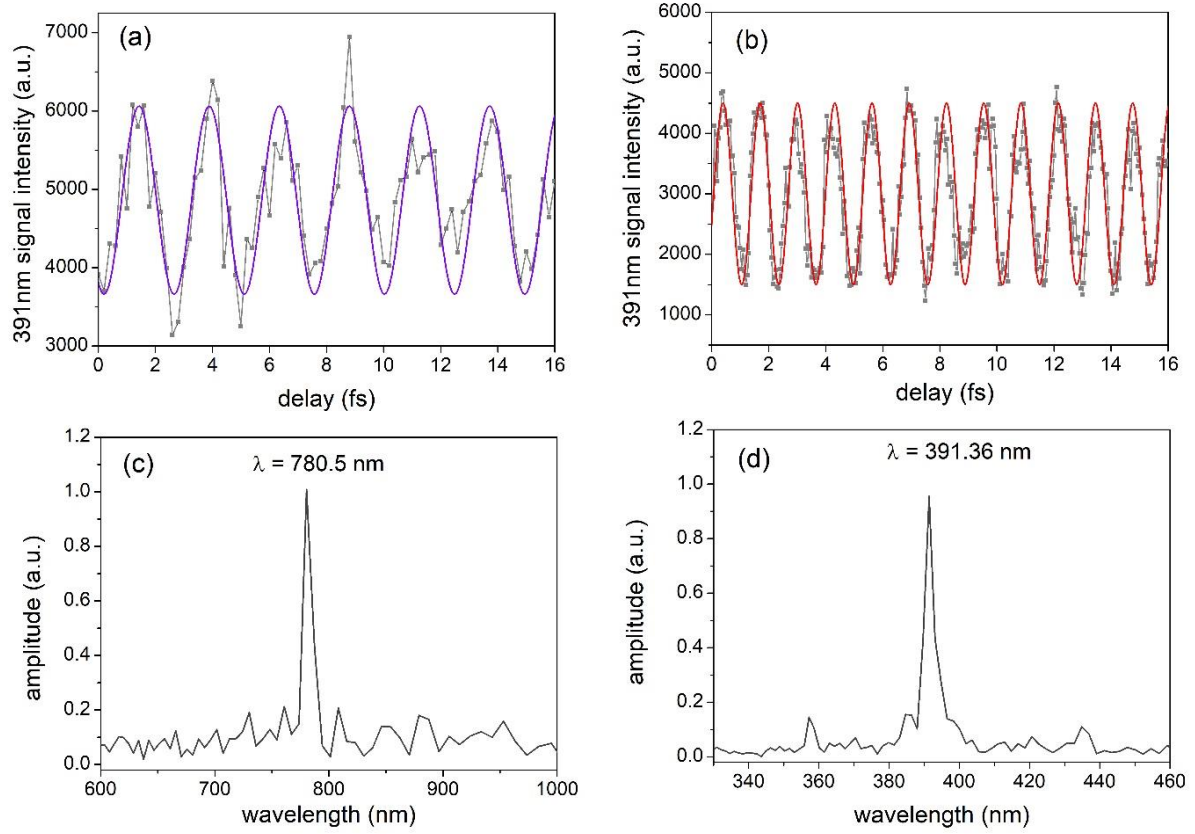 (a)
7000
6000
5000
4000
3000
391nm signal intensity (a.u.)
0 2 4 6 8 10 12 14 16
delay (fs)
(b)
6000
5000
4000
3000
2000
1000
391nm signal intensity (a.u.)
0 2 4 6 8 10 12 14 16
delay (fs)
(c)
λ = 780.5 nm
1.2
1.0
0.8
0.6
0.4
0.2
0.0
amplitude (a.u.)
600 700 800 900 1000
wavelength (nm)
(d)
λ = 391.36 nm
1.2
1.0
0.8
0.6
0.4
0.2
0.0
amplitude (a.u.)
340 360 380 400 420 440 460
wavelength (nm)